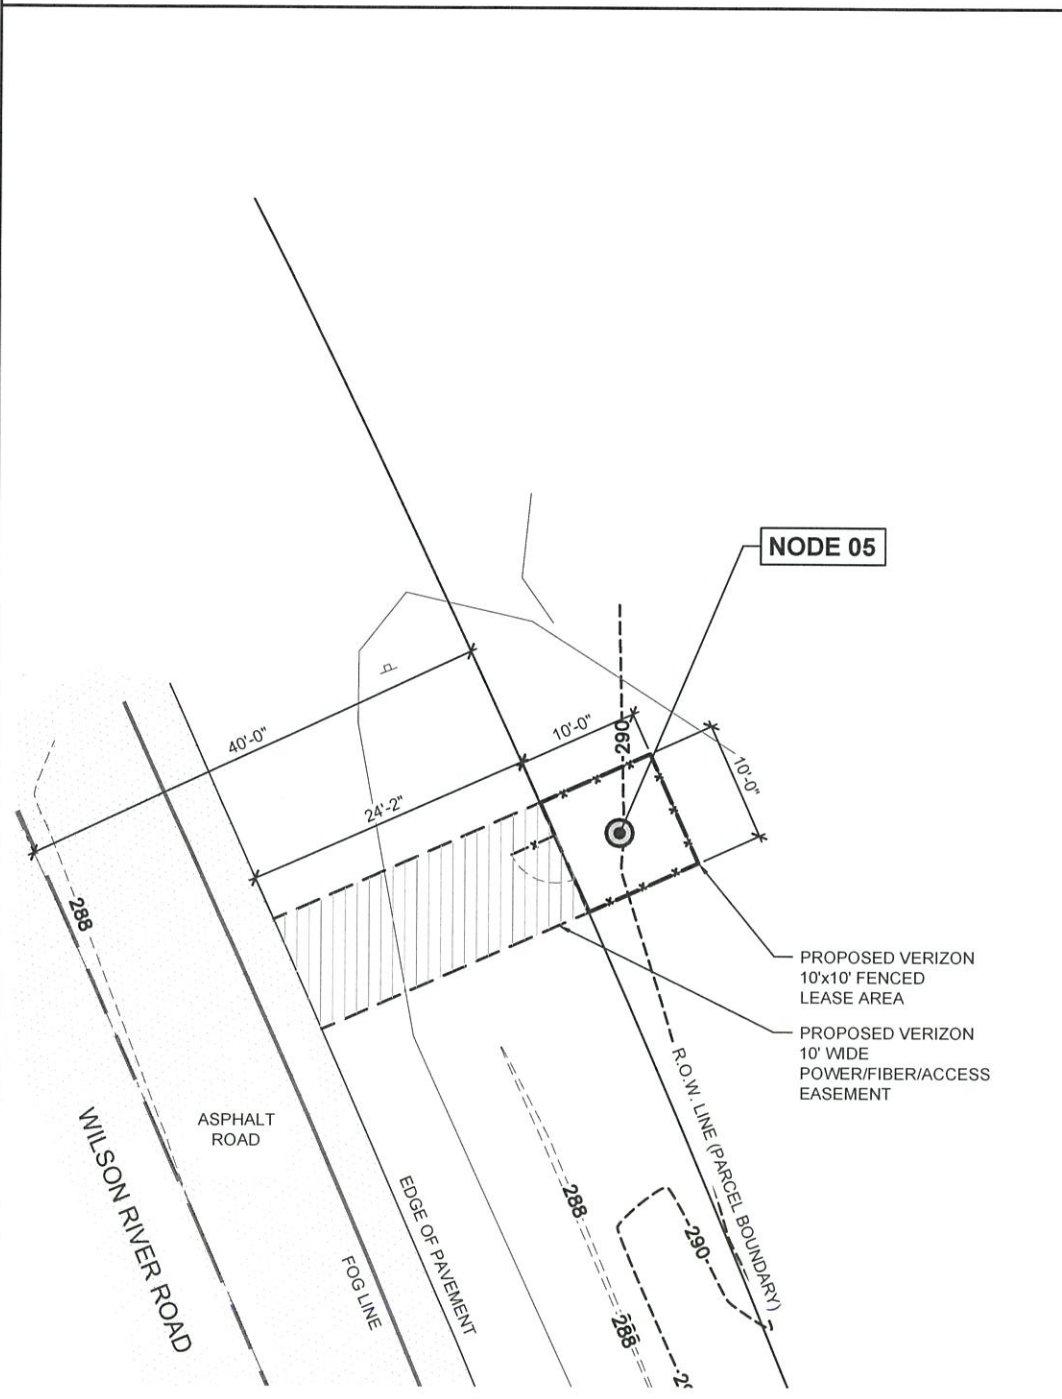 NODE 05
40'-0"
10'-0"
290
10'-0"
24'-2"
288
PROPOSED VERIZON
10'x10' FENCED
LEASE AREA
PROPOSED VERIZON
10' WIDE
POWER/FIBER/ACCESS
EASEMENT
ASPHALT
ROAD
WILSON RIVER ROAD
FOG LINE
EDGE OF PAVEMENT
R.O.W. LINE (PARCEL BOUNDARY)
288
290
288